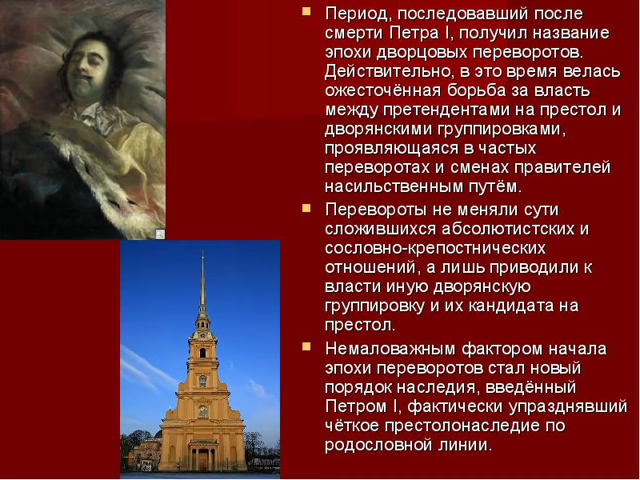 Период, последовавший после
смерти Петра I, получил название
эпохи дворцовых переворотов.
Действительно, в это время велась
ожесточённая борьба за власть
между претендентами на престол и
дворянскими группировками,
проявляющаяся в частых
переворотах и сменах правителей
насильственным путём.
Перевороты не меняли сути
сложившихся абсолютистских и
сословно-крепостнических
отношений, а лишь приводили к
власти иную дворянскую
группировку и их кандидата на
престол.
Немаловажным фактором начала
эпохи переворотов стал новый
порядок наследия, введённый
Петром I, фактически упразднявший
чёткое престолонаследие по
родословной линии.